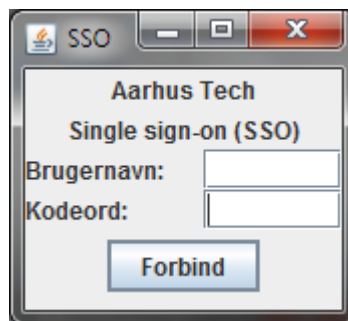 SSO
Aarhus Tech
Single sign-on (SSO)
Brugernavn:
Kodeord:
Forbind